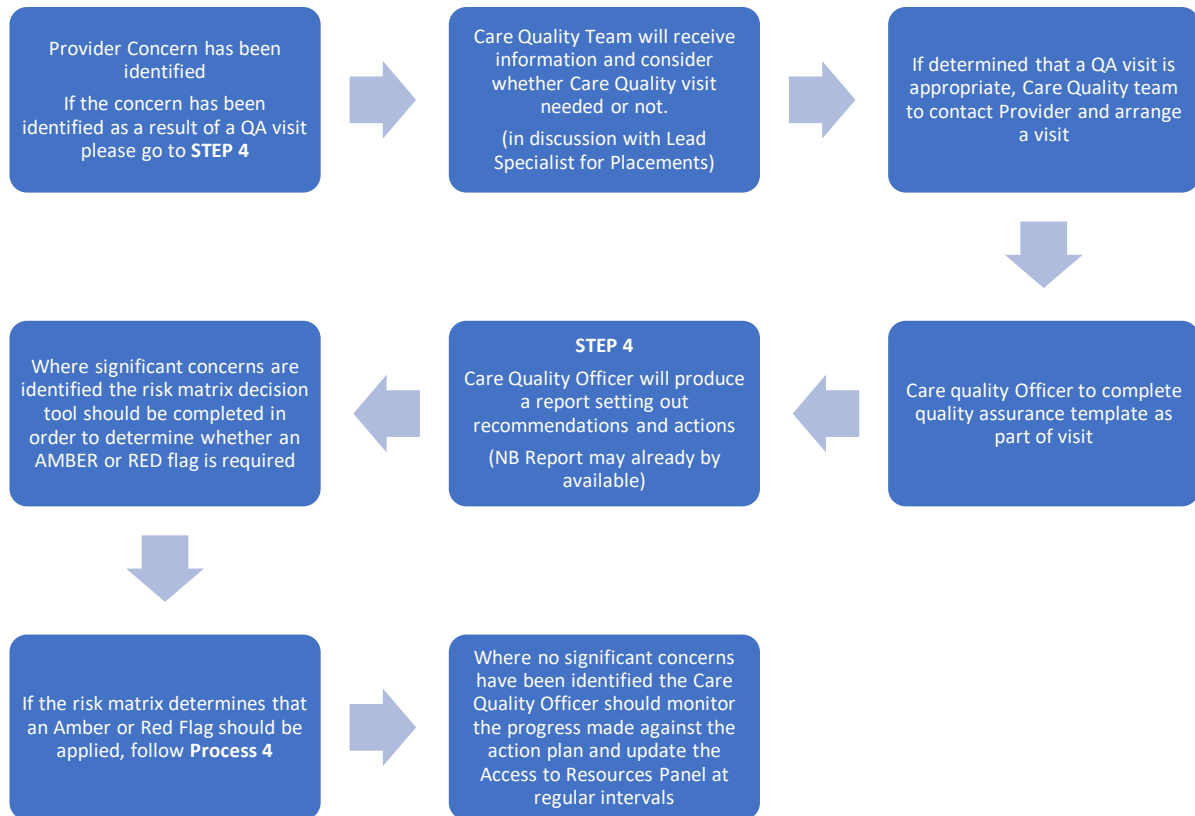 Provider Concern has been
identified
If the concern has been
identified as a result of a QA visit
please go to STEP 4
Care Quality Team will receive
information and consider
whether Care Quality visit
needed or not.
(in discussion with Lead
Specialist for Placements)
If determined that a QA visit is
appropriate, Care Quality team
to contact Provider and arrange
a visit
Care quality Officer to complete
quality assurance template as
part of visit
STEP 4
Care Quality Officer will produce
a report setting out
recommendations and actions
(NB Report may already by
available)
Where significant concerns are
identified the risk matrix decision
tool should be completed in
order to determine whether an
AMBER or RED flag is required
If the risk matrix determines that
an Amber or Red Flag should be
applied, follow Process 4
Where no significant concerns
have been identified the Care
Quality Officer should monitor
the progress made against the
action plan and update the
Access to Resources Panel at
regular intervals